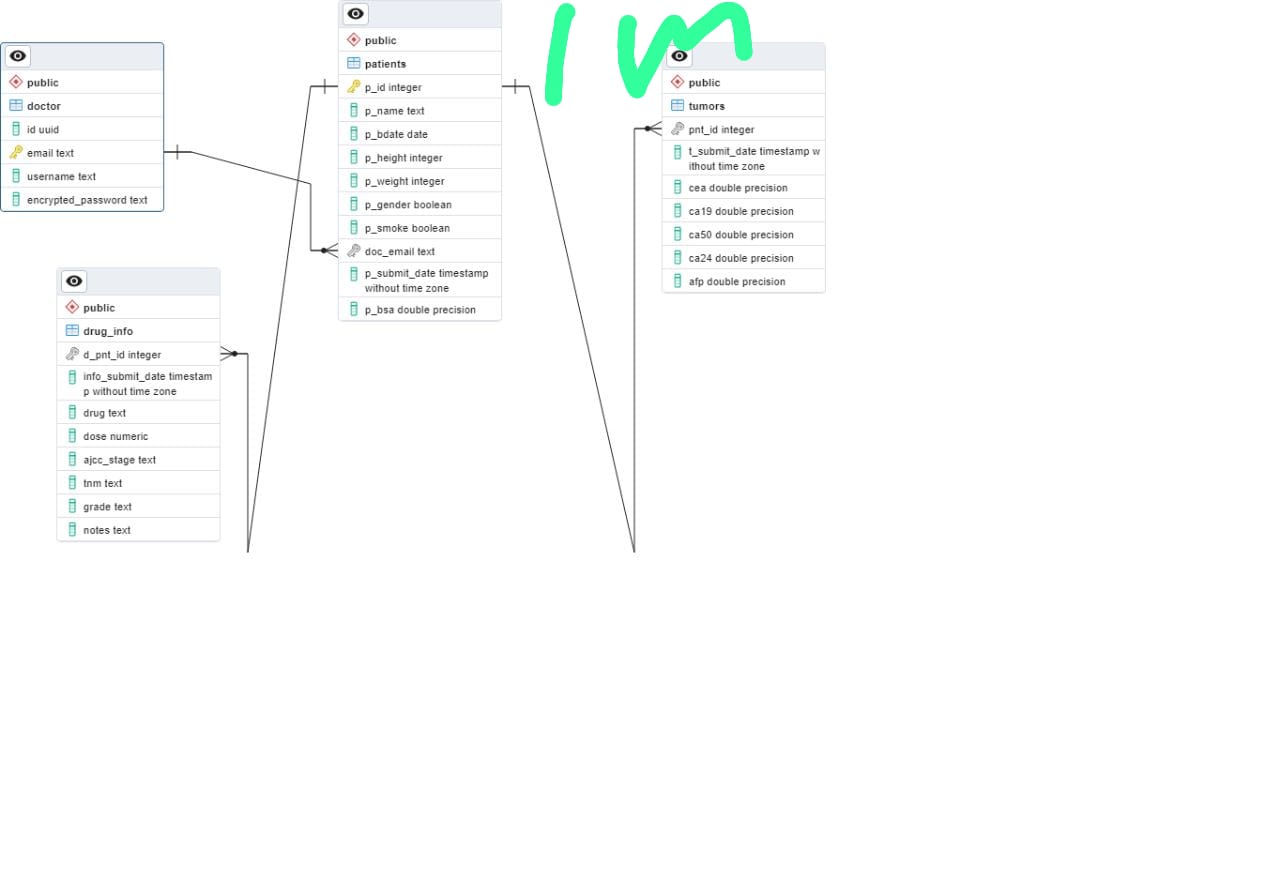 public
doctor
id uuid
email text
username text
encrypted_password text
public
drug_info
d_pnt_id integer
info_submit_date timestam
p without time zone
drug text
dose numeric
ajcc_stage text
tnm text
grade text
notes text
public
patients
p_id integer
p_name text
p_bdate date
p_height integer
p_weight integer
p_gender boolean
p_smoke boolean
doc_email text
p_submit_date timestamp
without time zone
p_bsa double precision
1 m
public
tumors
pnt_id integer
t_submit_date timestamp w
ithout time zone
cea double precision
ca19 double precision
ca50 double precision
ca24 double precision
afp double precision